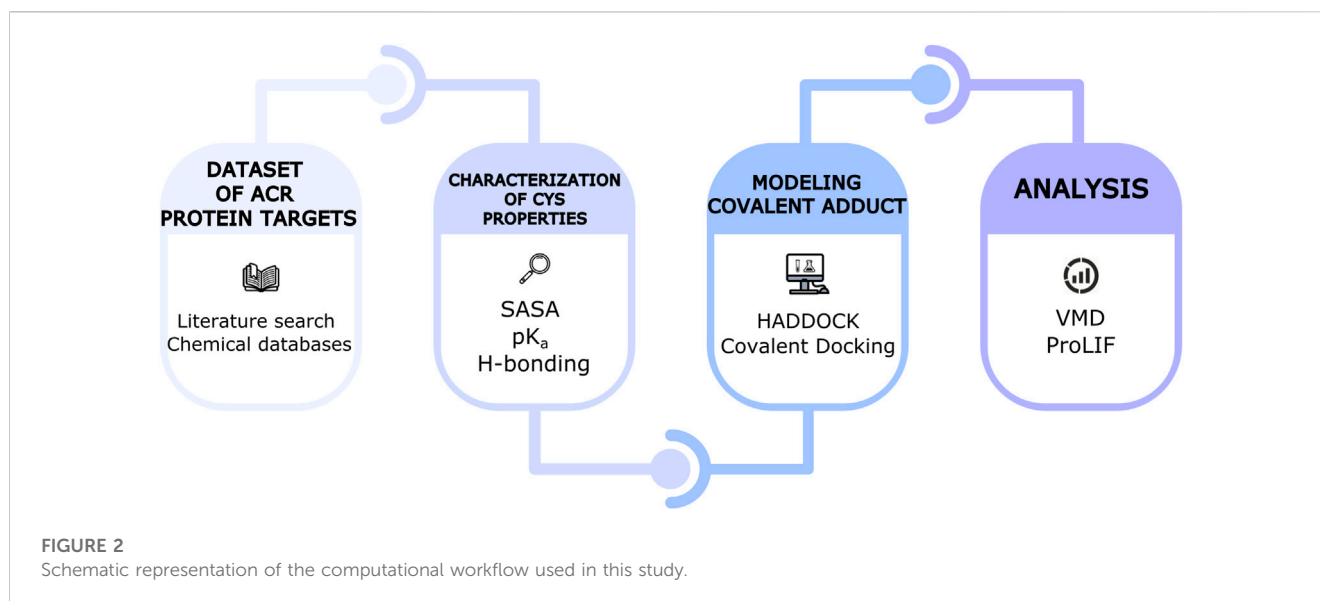 DATASET
OF ACR
PROTEIN TARGETS
Literature search
Chemical databases
CHARACTERIZATION
OF CYS
PROPERTIES
SASA
pKₐ
H-bonding
MODELING
COVALENT ADDUCT
HADDOCK
Covalent Docking
ANALYSIS
VMD
ProLIF
FIGURE 2
Schematic representation of the computational workflow used in this study.